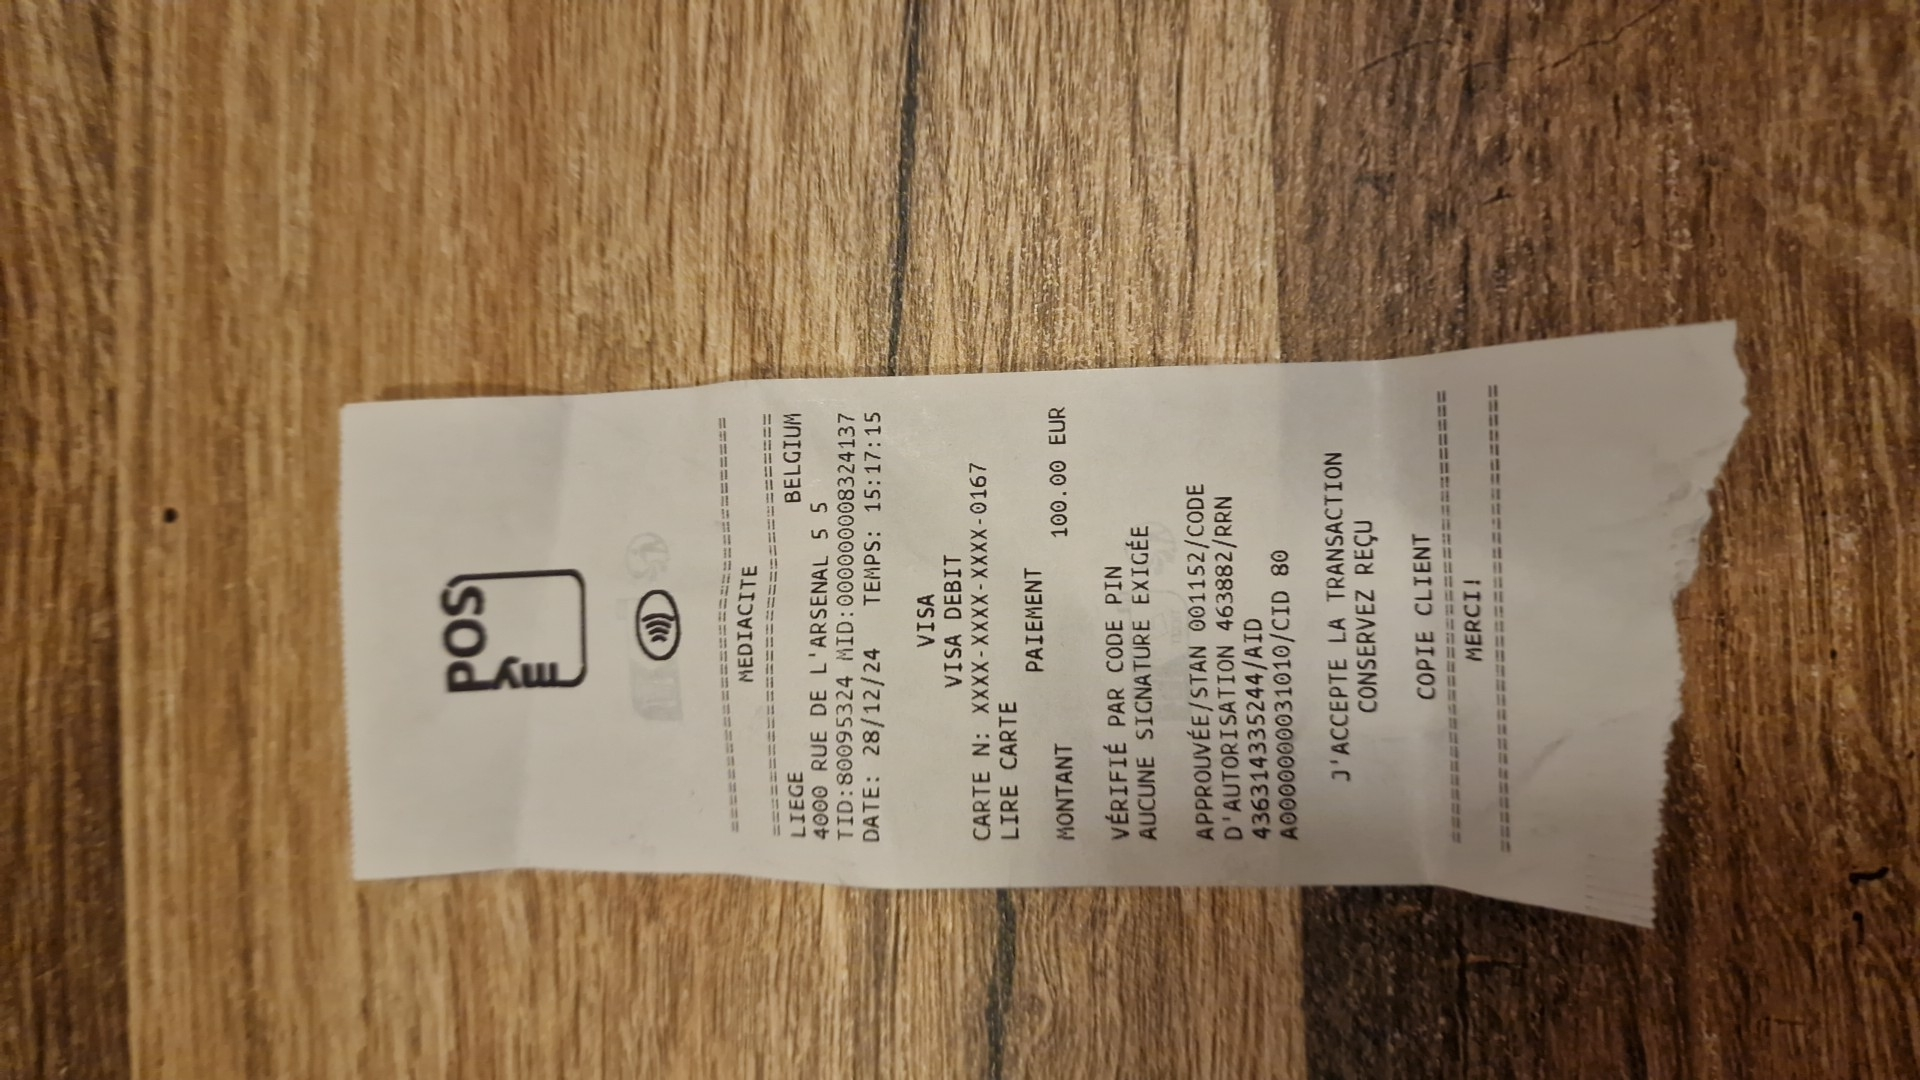 myPOS
==============================
MEDIACITE
==============================
LIEGE BELGIUM
4000 RUE DE L'ARSENAL 5 5
TID:80095324 MID:000000008324137
DATE: 28/12/24 TEMPS: 15:17:15
VISA
VISA DEBIT
CARTE N: XXXX-XXXX-XXXX-0167
LIRE CARTE
PAIEMENT
MONTANT 100.00 EUR
VÉRIFIÉ PAR CODE PIN
AUCUNE SIGNATURE EXIGÉE
APPROUVÉE/STAN 001152/CODE
D'AUTORISATION 463882/RRN
436314335244/AID
A0000000031010/CID 80
J'ACCEPTE LA TRANSACTION
CONSERVEZ REÇU
COPIE CLIENT
==============================
MERCI!
==============================